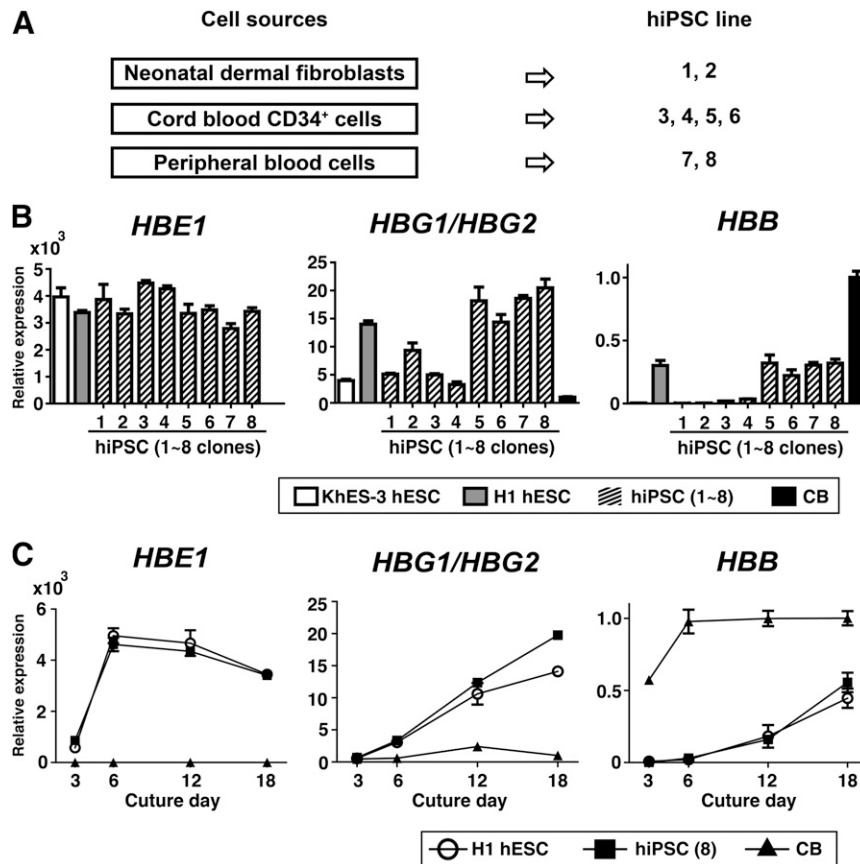 A
Cell sources
hiPSC line
Neonatal dermal fibroblasts
1, 2
Cord blood CD34+ cells
3, 4, 5, 6
Peripheral blood cells
7, 8
B
HBE1
HBG1/HBG2
HBB
x10³
Relative expression
5
4
3
2
1
0
25
20
15
10
5
0
1.0
0.5
0
1 2 3 4 5 6 7 8
1 2 3 4 5 6 7 8
1 2 3 4 5 6 7 8
hiPSC (1~8 clones)
hiPSC (1~8 clones)
hiPSC (1~8 clones)
KhES-3 hESC
H1 hESC
hiPSC (1~8)
CB
C
HBE1
HBG1/HBG2
HBB
x10³
Relative expression
6
4
2
0
25
20
15
10
5
0
1.0
0.5
0
3 6 12 18
3 6 12 18
3 6 12 18
Cuture day
Cuture day
Cuture day
H1 hESC
hiPSC (8)
CB